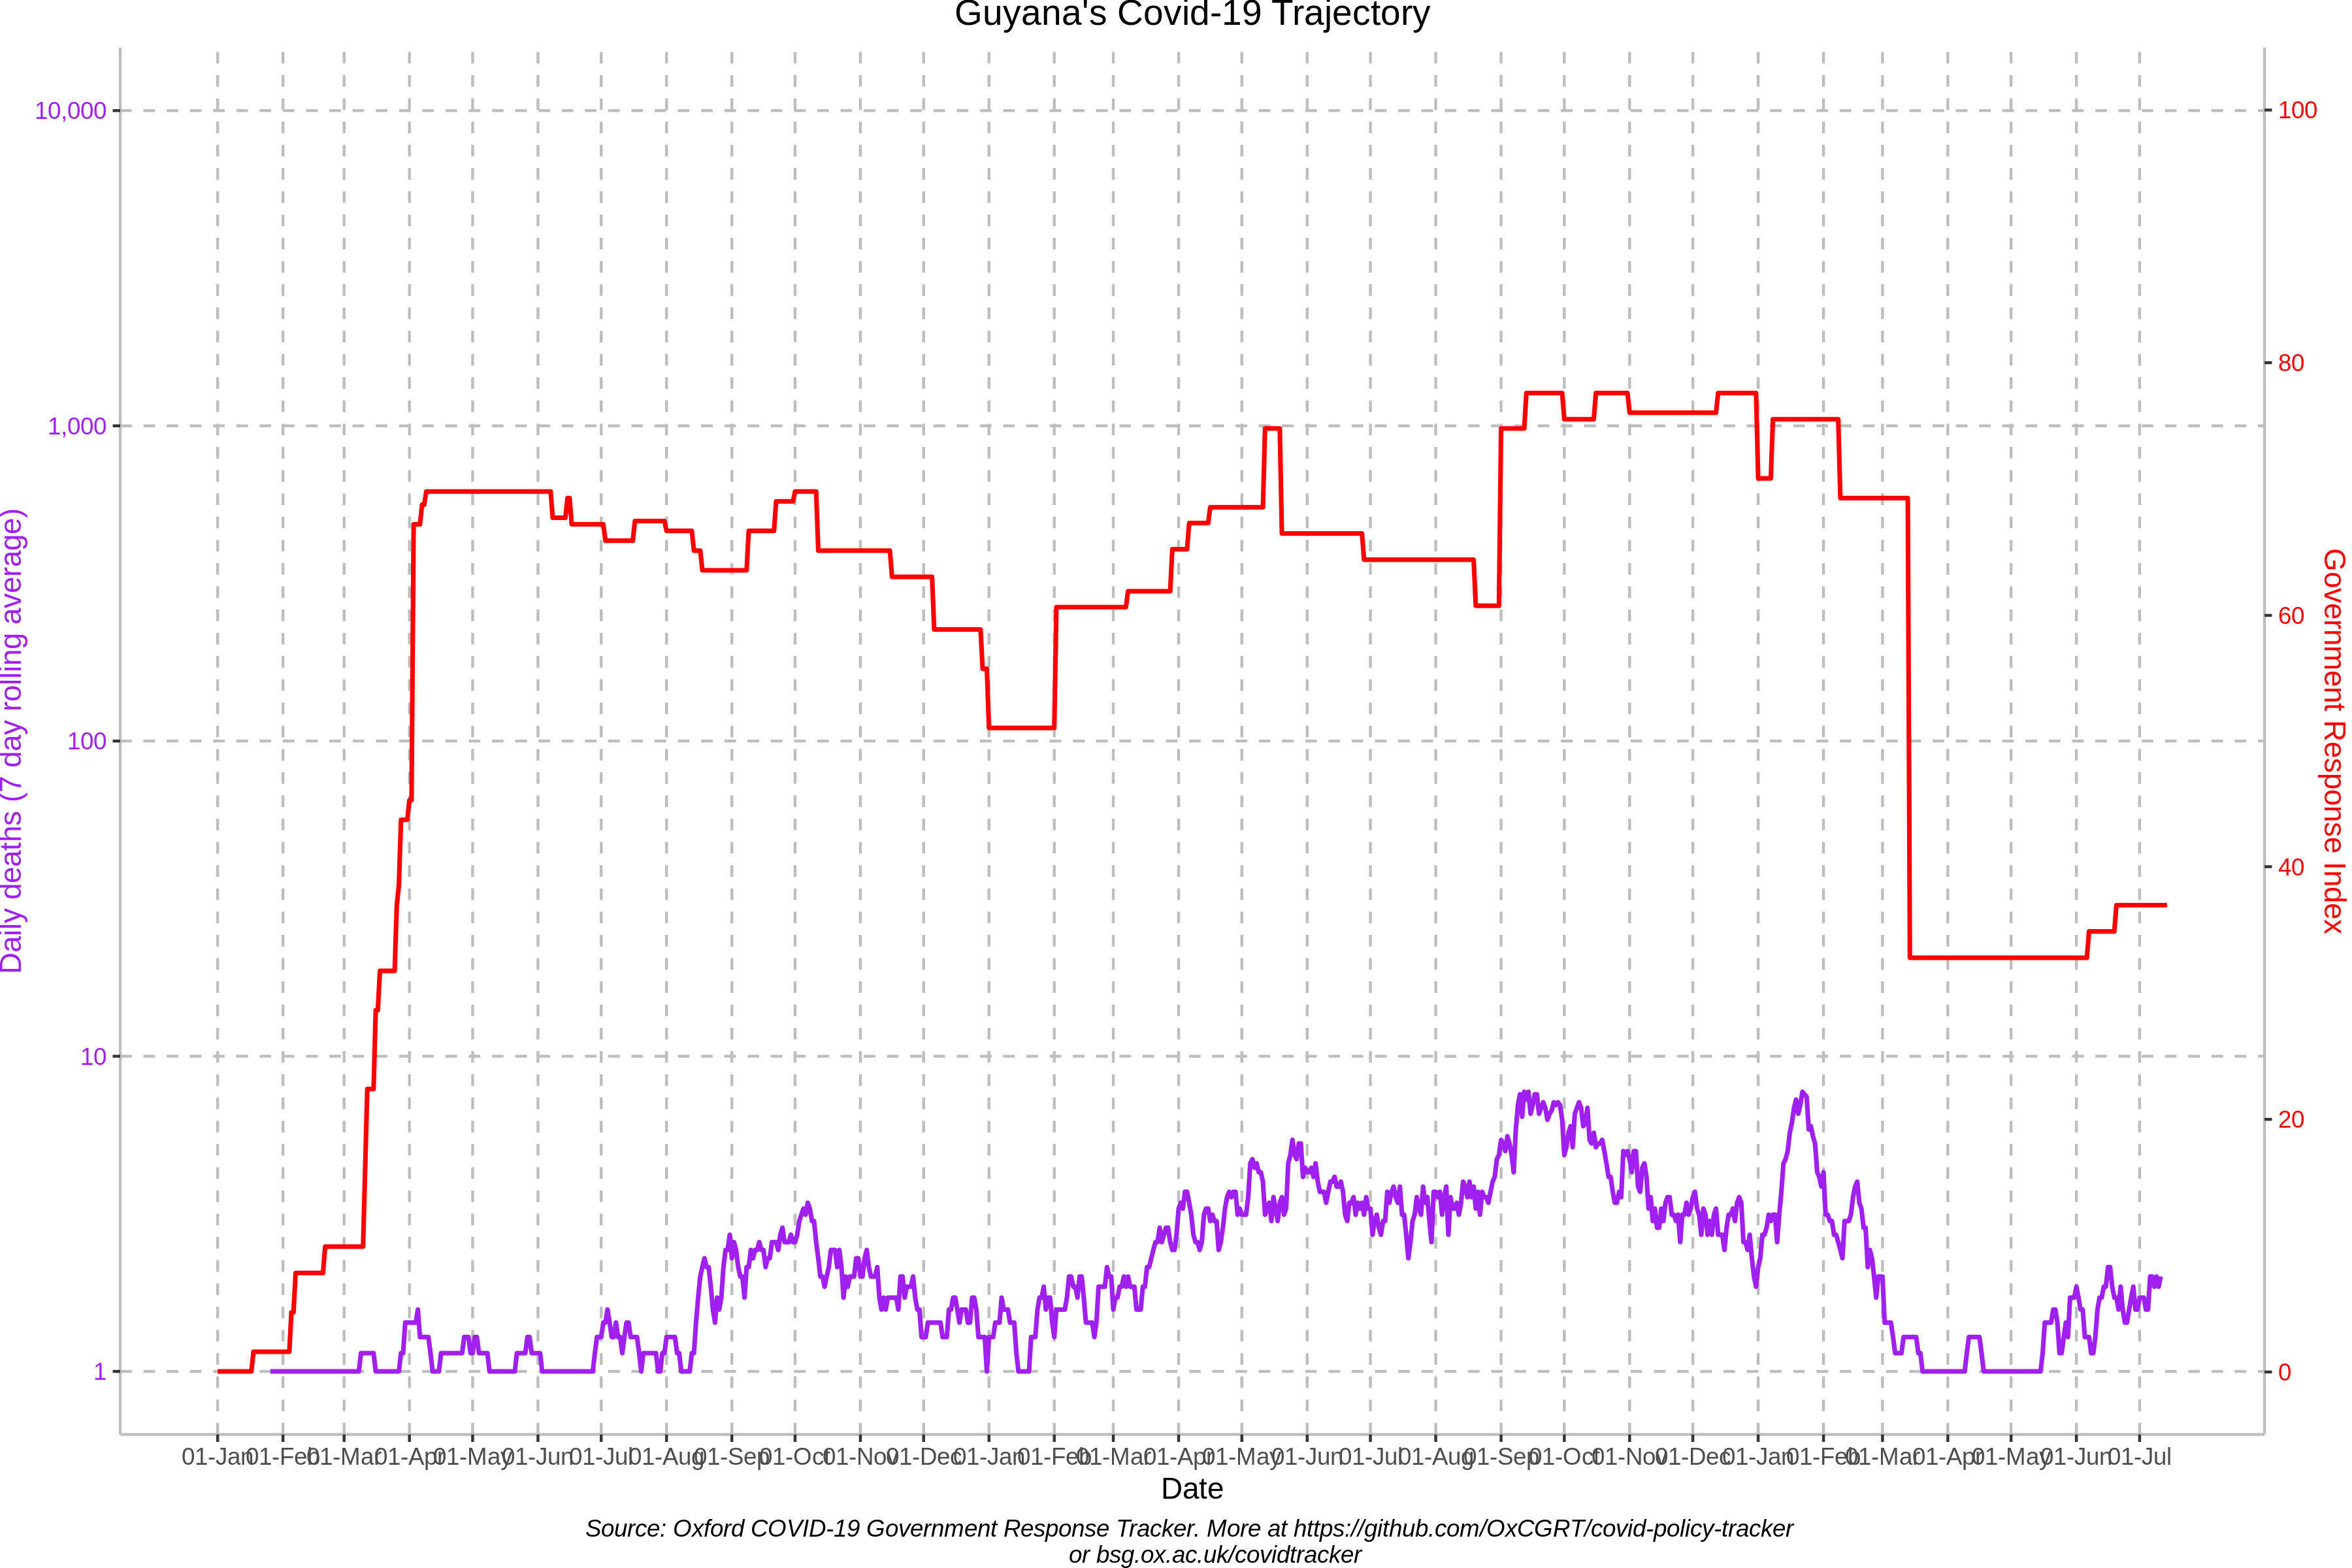 Guyana's Covid-19 Trajectory
10,000
1,000
100
10
1
Daily deaths (7 day rolling average)
100
80
60
40
20
0
Government Response Index
01-Jan 01-Feb 01-Mar 01-Apr 01-May 01-Jun 01-Jul 01-Aug 01-Sep 01-Oct 01-Nov 01-Dec 01-Jan 01-Feb 01-Mar 01-Apr 01-May 01-Jun 01-Jul 01-Aug 01-Sep 01-Oct 01-Nov 01-Dec 01-Jan 01-Feb 01-Mar 01-Apr 01-May 01-Jun 01-Jul
Date
Source: Oxford COVID-19 Government Response Tracker. More at https://github.com/OxCGRT/covid-policy-tracker
or bsg.ox.ac.uk/covidtracker